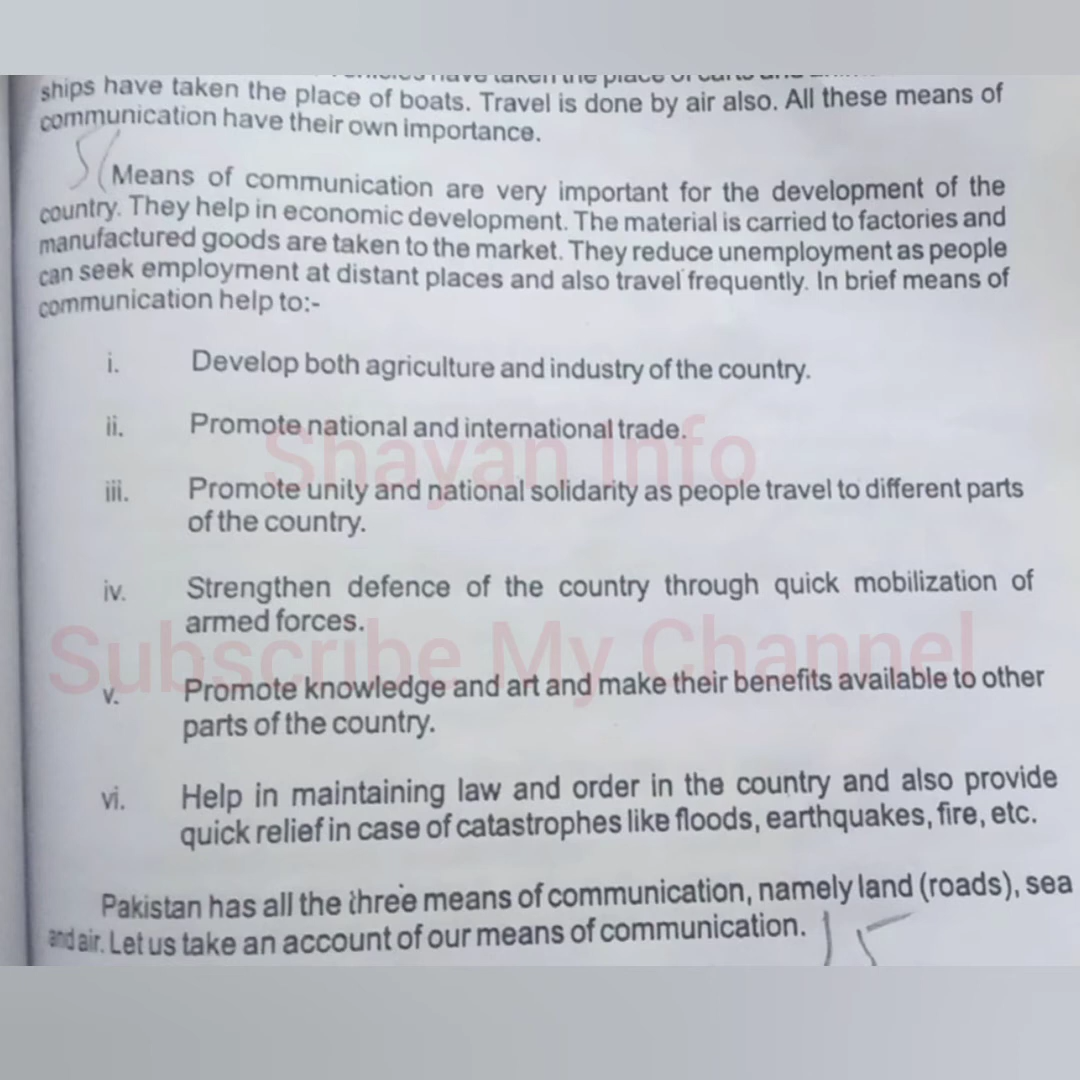 have taken the place of
ships have taken the place of boats. Travel is done by air also. All these means of
communication have their own importance.
Means of communication are very important for the development of the
country. They help in economic development. The material is carried to factories and
manufactured goods are taken to the market. They reduce unemployment as people
can seek employment at distant places and also travel frequently. In brief means of
communication help to:-
i. Develop both agriculture and industry of the country.
ii. Promote national and international trade.
Shayan Info
iii. Promote unity and national solidarity as people travel to different parts
of the country.
iv. Strengthen defence of the country through quick mobilization of
armed forces.
Subscribe My Channel
v. Promote knowledge and art and make their benefits available to other
parts of the country.
vi. Help in maintaining law and order in the country and also provide
quick relief in case of catastrophes like floods, earthquakes, fire, etc.
Pakistan has all the three means of communication, namely land (roads), sea
and air. Let us take an account of our means of communication.